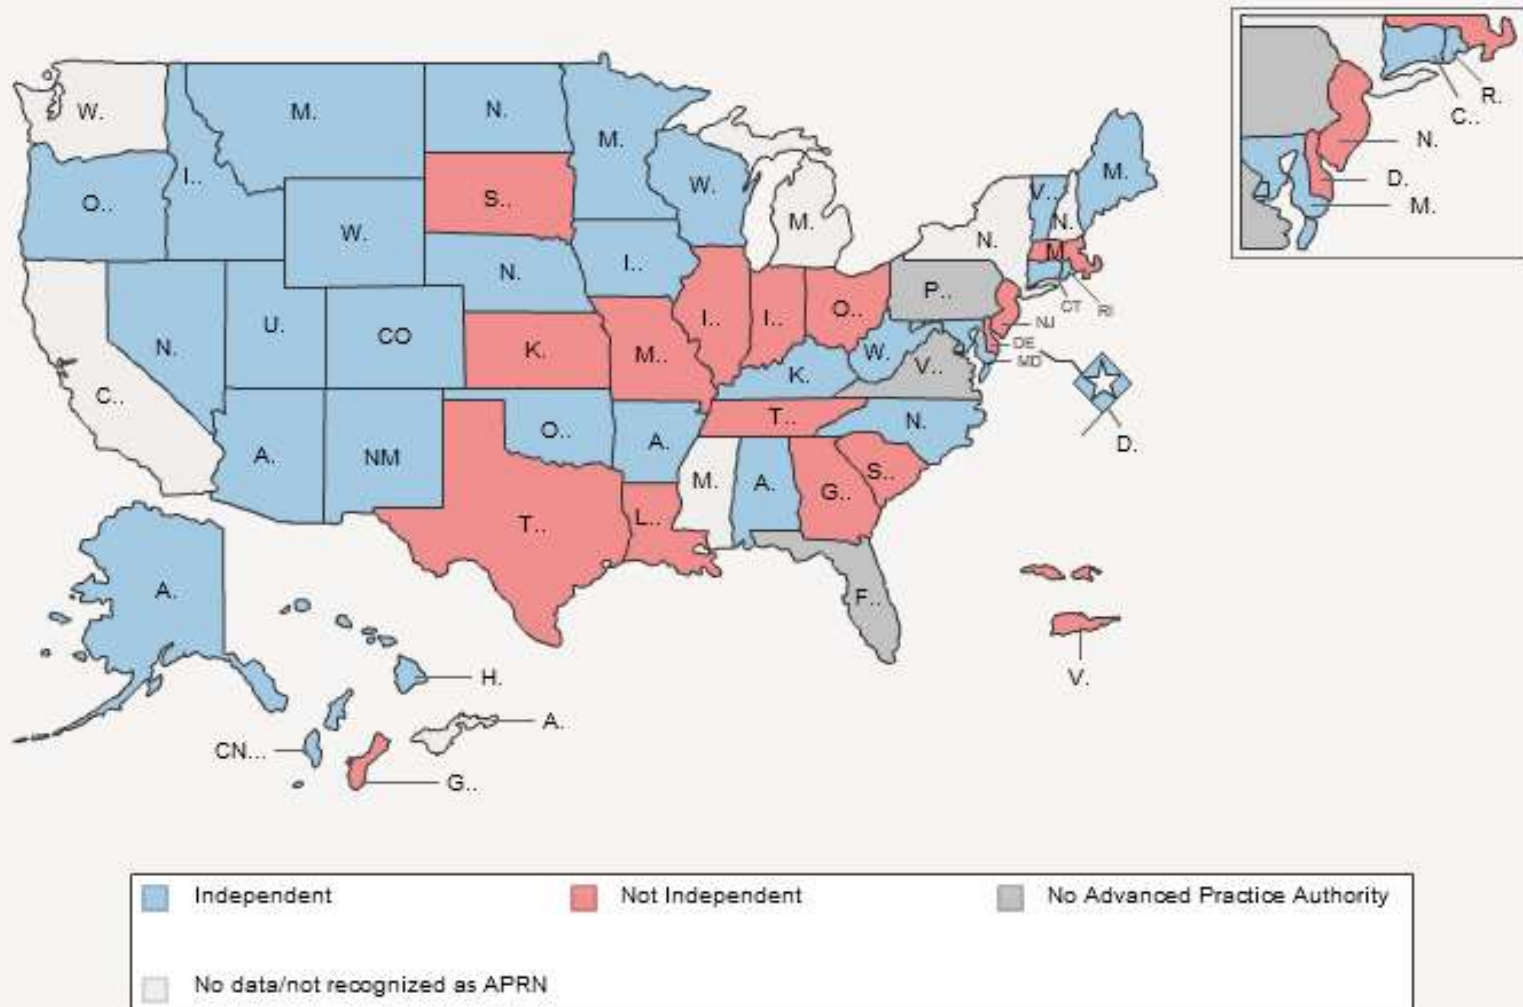 W.
M.
N.
M.
I..
O..
W.
S..
W.
M.
N.
V..
N.
M.
M.
N.
U.
CO
N.
I..
K.
M..
I..
I..
O..
P..
CT
RI
NJ
DE
MD
C..
W.
V..
K.
A.
NM
O..
A.
T..
N.
D.
T..
L..
M.
A.
G..
S..
F..
A.
H.
A.
CN...
G..
V.
R.
C..
N.
D.
M.
Independent
Not Independent
No Advanced Practice Authority
No data/not recognized as APRN